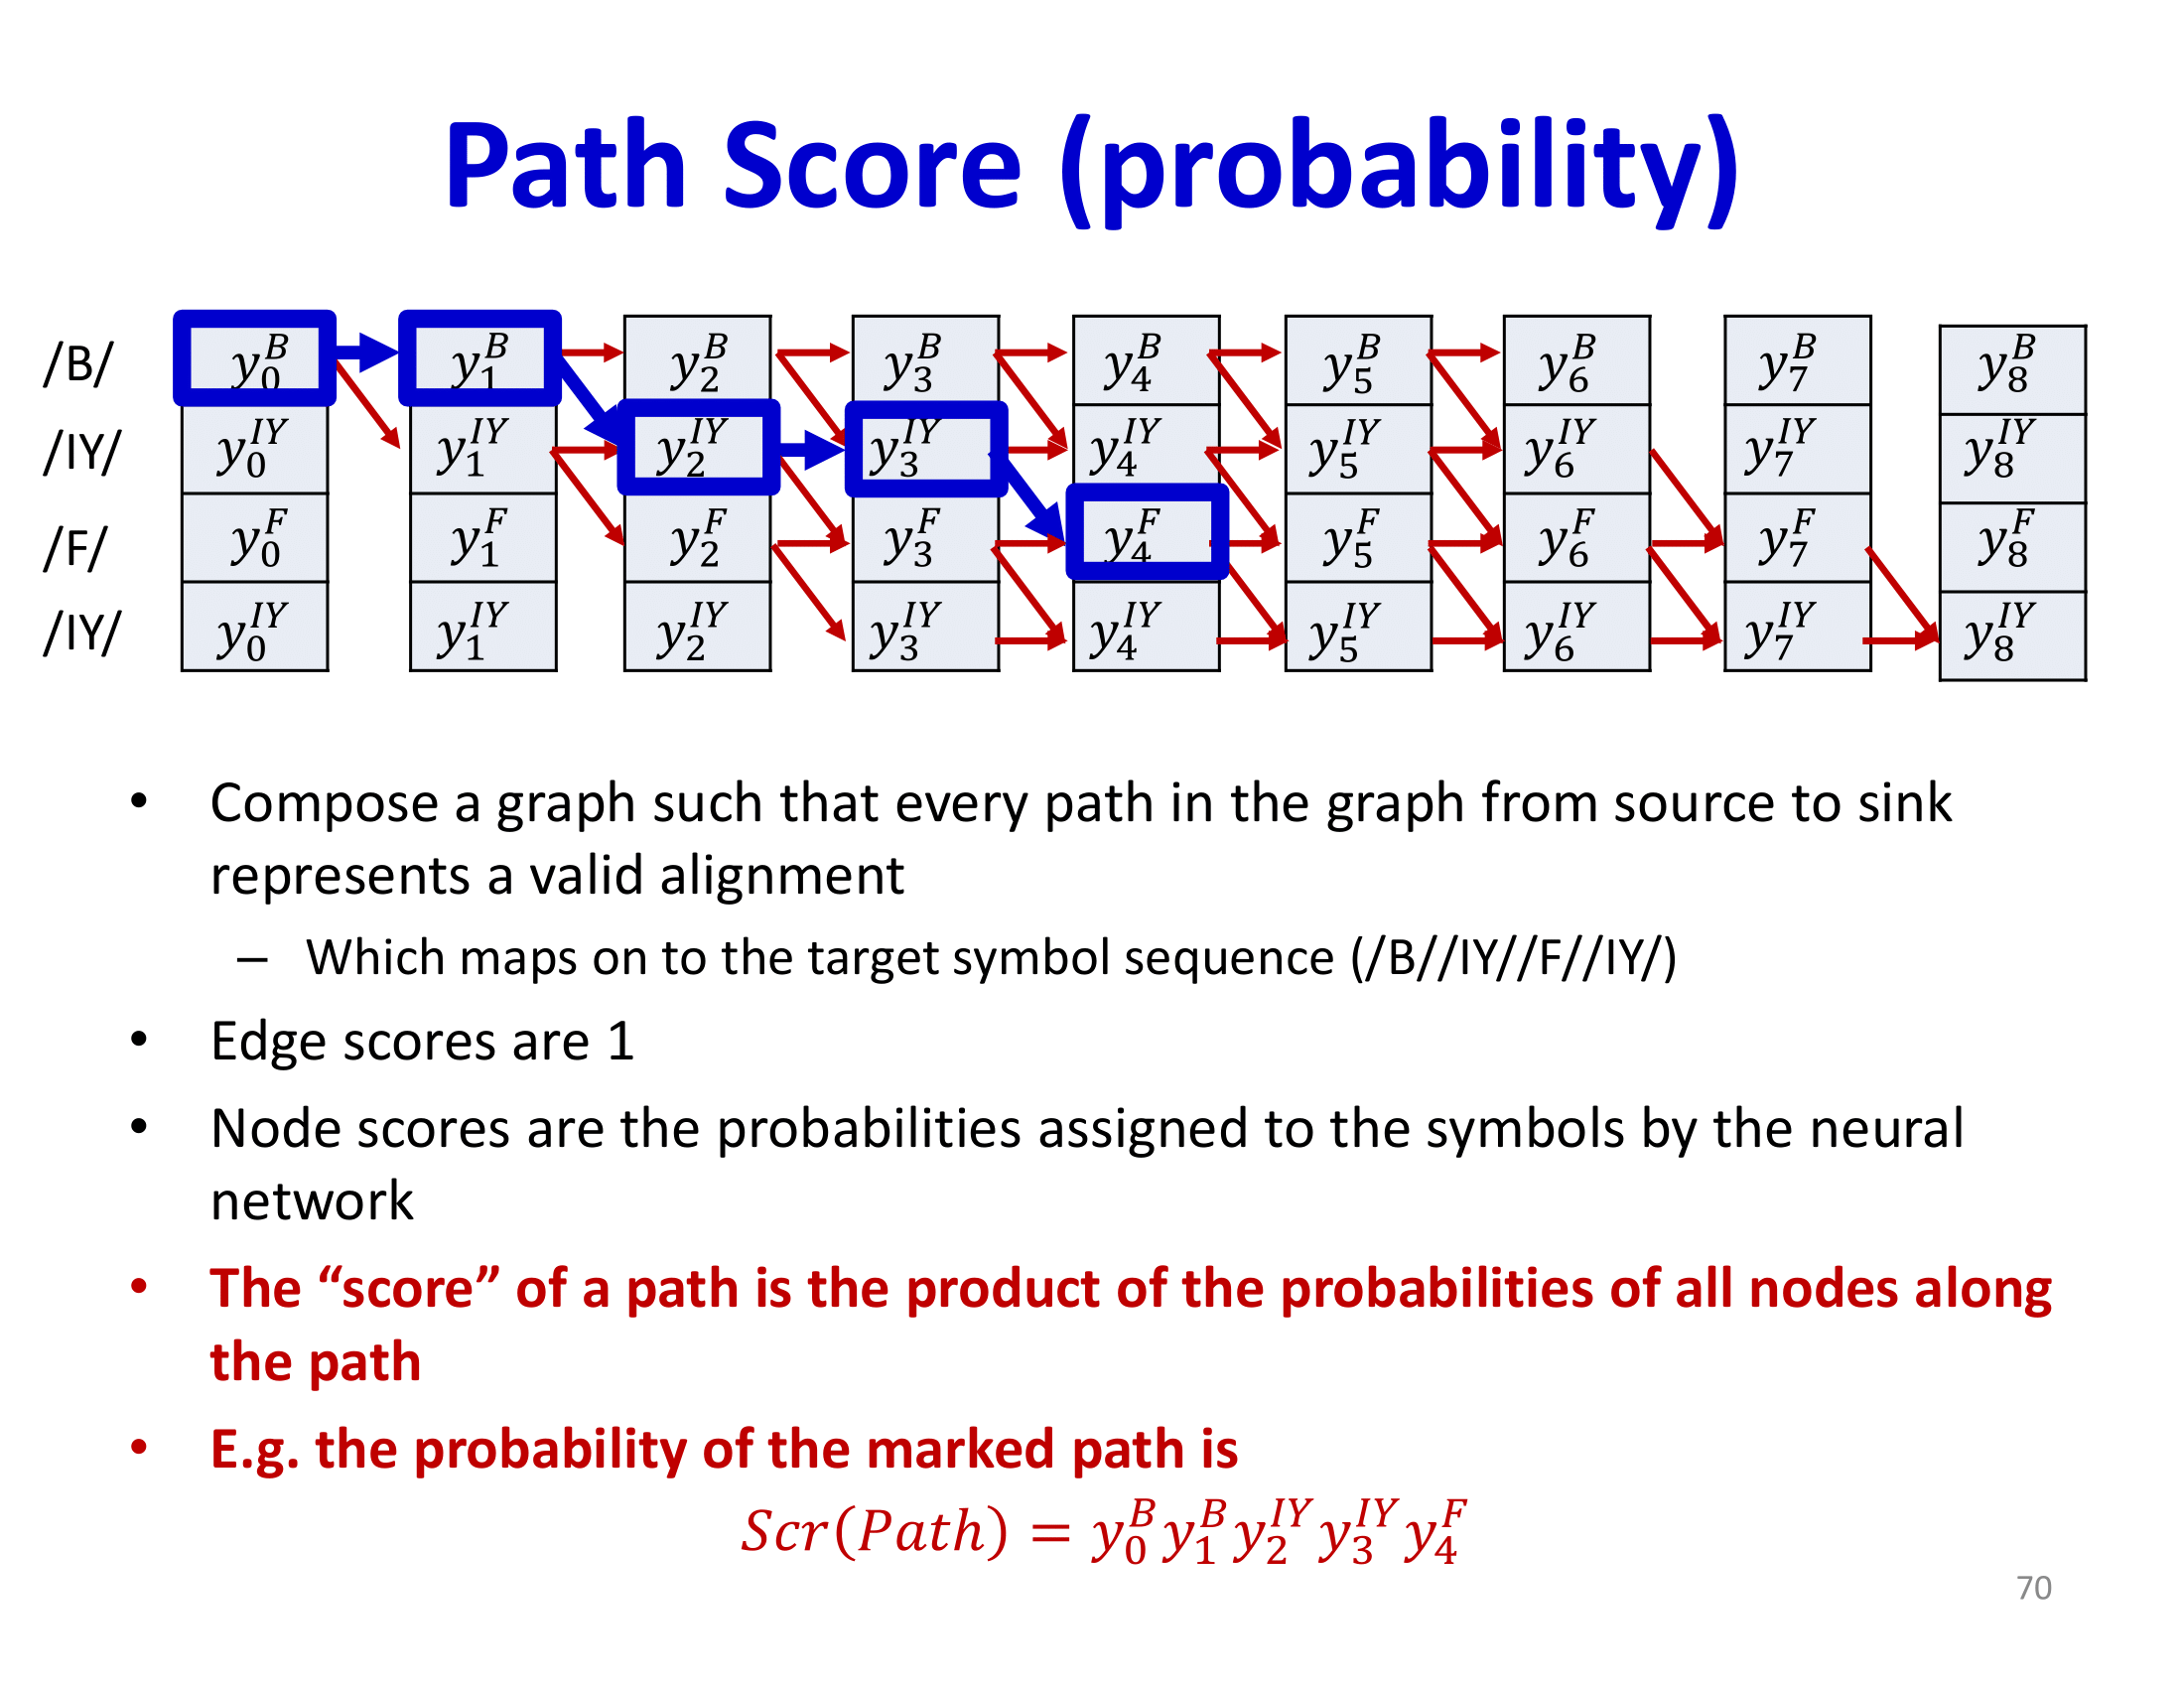 Path Score (probability)
/B/ y_0^B y_1^B y_2^B y_3^B y_4^B y_5^B y_6^B y_7^B y_8^B
/IY/ y_0^{IY} y_1^{IY} y_2^{IY} y_3^{IY} y_4^{IY} y_5^{IY} y_6^{IY} y_7^{IY} y_8^{IY}
/F/ y_0^F y_1^F y_2^F y_3^F y_4^F y_5^F y_6^F y_7^F y_8^F
/IY/ y_0^{IY} y_1^{IY} y_2^{IY} y_3^{IY} y_4^{IY} y_5^{IY} y_6^{IY} y_7^{IY} y_8^{IY}
• Compose a graph such that every path in the graph from source to sink
represents a valid alignment
– Which maps on to the target symbol sequence (/B//IY//F//IY/)
• Edge scores are 1
• Node scores are the probabilities assigned to the symbols by the neural
network
• The “score” of a path is the product of the probabilities of all nodes along
the path
• E.g. the probability of the marked path is
Scr(Path) = y_0^B y_1^B y_2^{IY} y_3^{IY} y_4^F
70